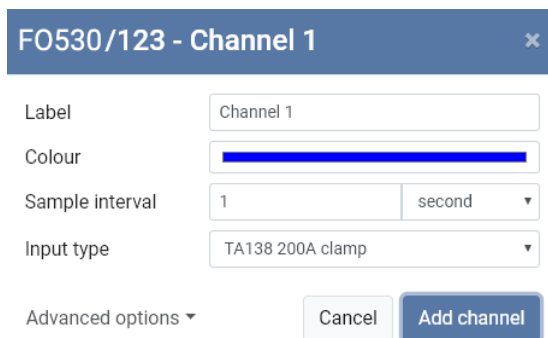 FO530/123 - Channel 1 ×
Label Channel 1
Colour
Sample interval 1 second
Input type TA138 200A clamp
Advanced options Cancel Add channel